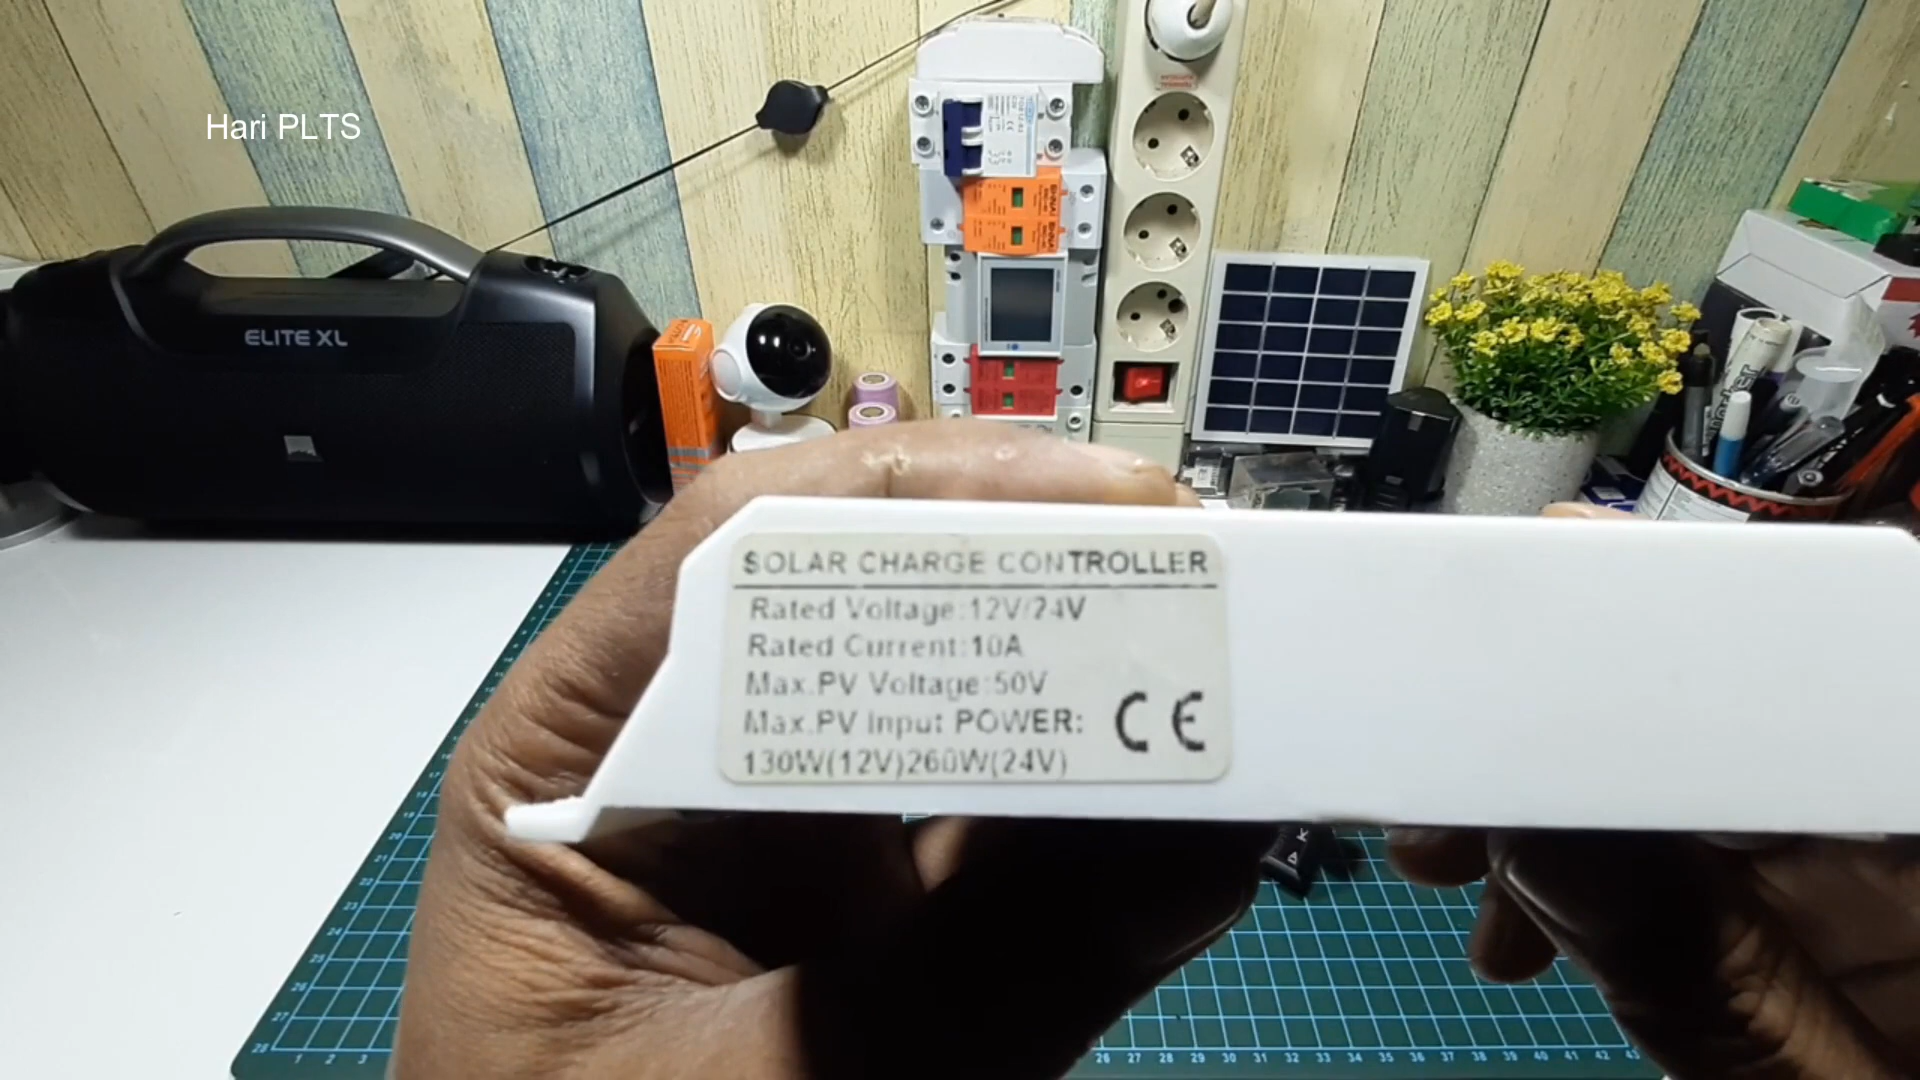 Hari PLTS
ELITE XL
SOLAR CHARGE CONTROLLER
Rated Voltage:12V/24V
Rated Current:10A
Max.PV Voltage:50V
Max.PV Input POWER:
130W(12V)260W(24V)
CE